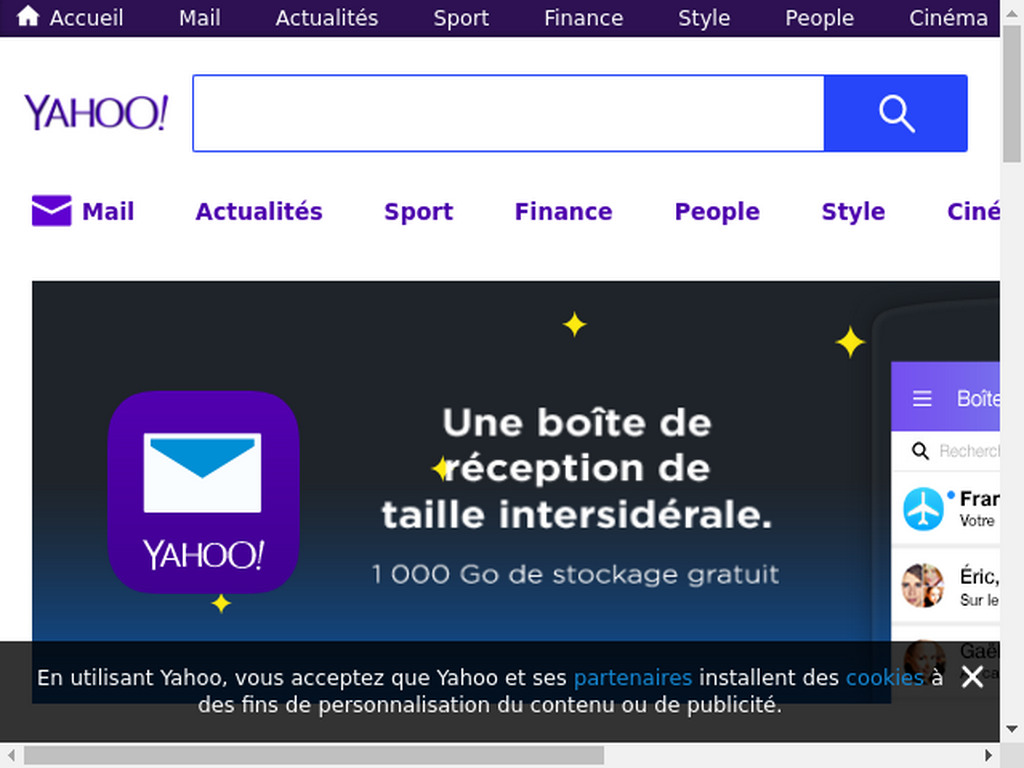 Accueil Mail Actualités Sport Finance Style People Cinéma
YAHOO!
Mail Actualités Sport Finance People Style Ciné
Une boîte de
réception de
taille intersidérale.
1 000 Go de stockage gratuit
YAHOO!
Boîte
Recherch
Fran
Votre
Éric,
Sur le
Gaël
En utilisant Yahoo, vous acceptez que Yahoo et ses partenaires installent des cookies à
des fins de personnalisation du contenu ou de publicité.